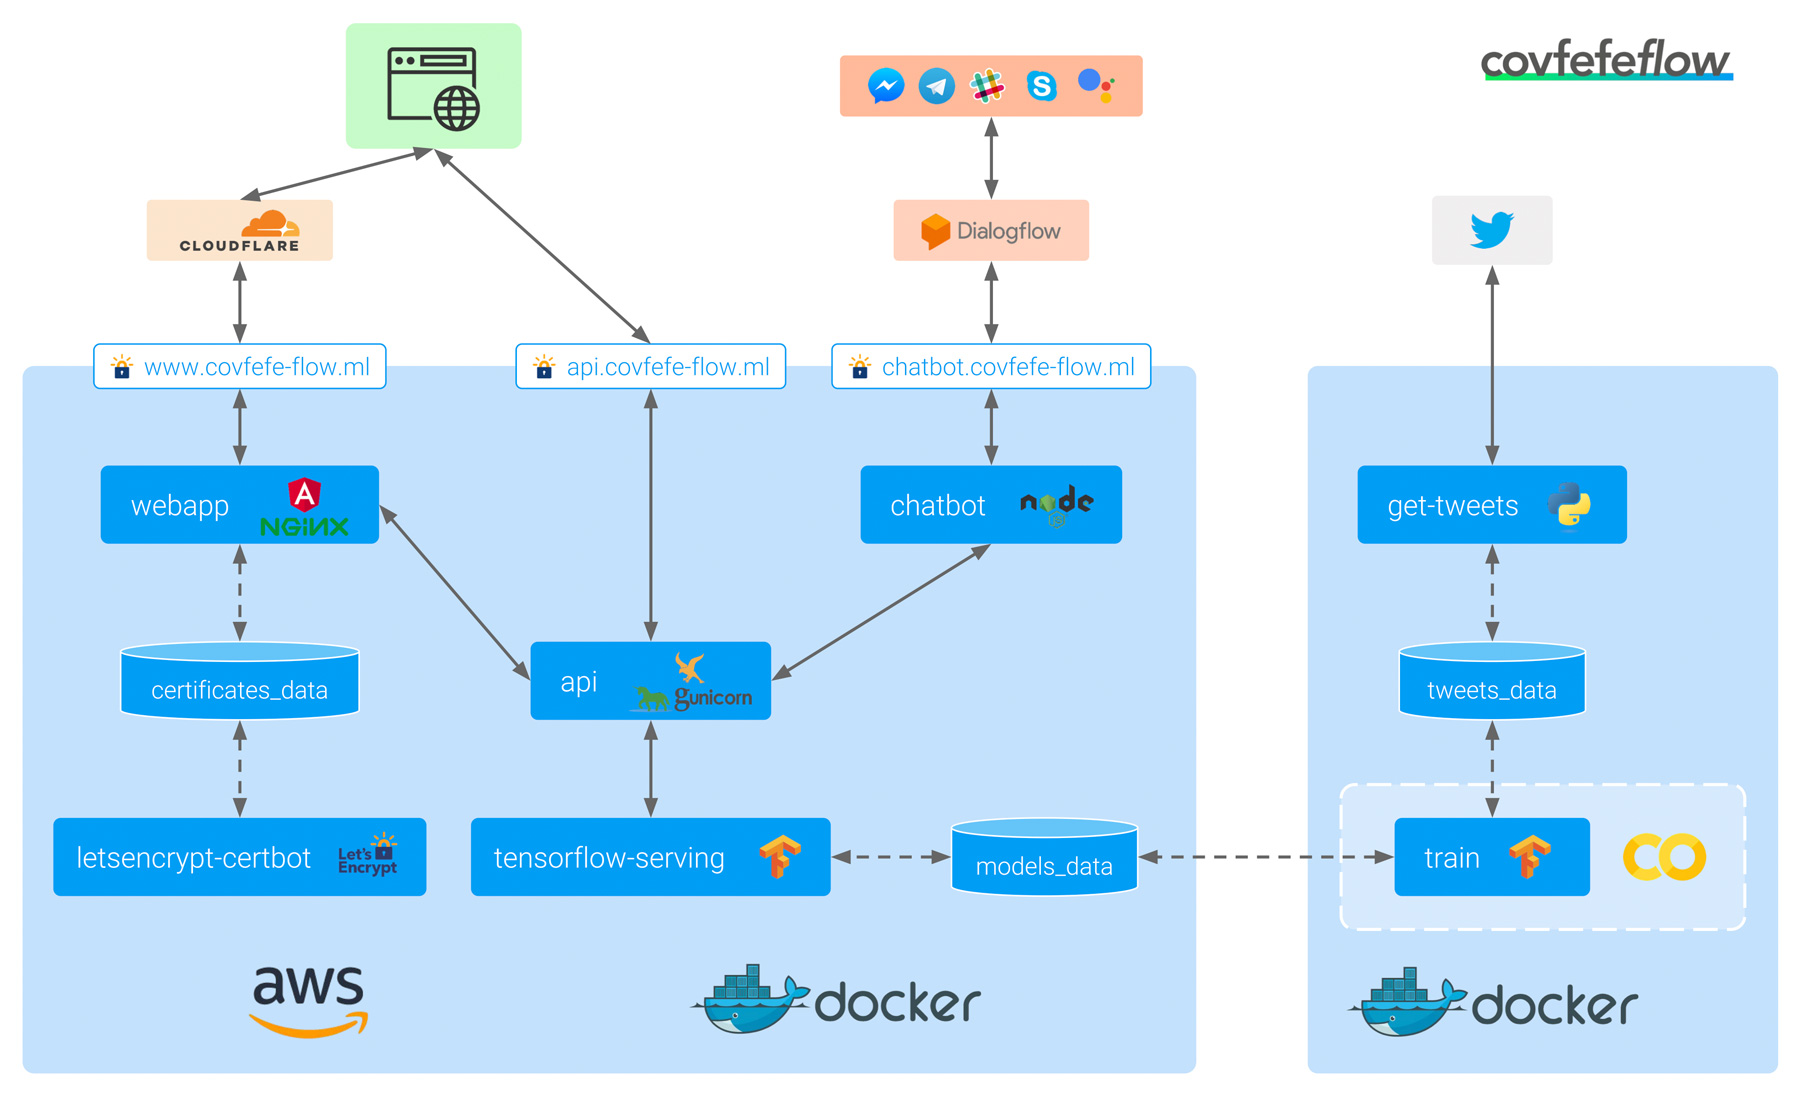 covfefeflow
CLOUDFLARE
Dialogflow
www.covfefe-flow.ml
api.covfefe-flow.ml
chatbot.covfefe-flow.ml
webapp
A
NGiNX
chatbot
node
JS
get-tweets
S
certificates_data
api
gunicorn
tweets_data
letsencrypt-certbot
Let's
Encrypt
tensorflow-serving
models_data
train
CO
aws
docker
docker